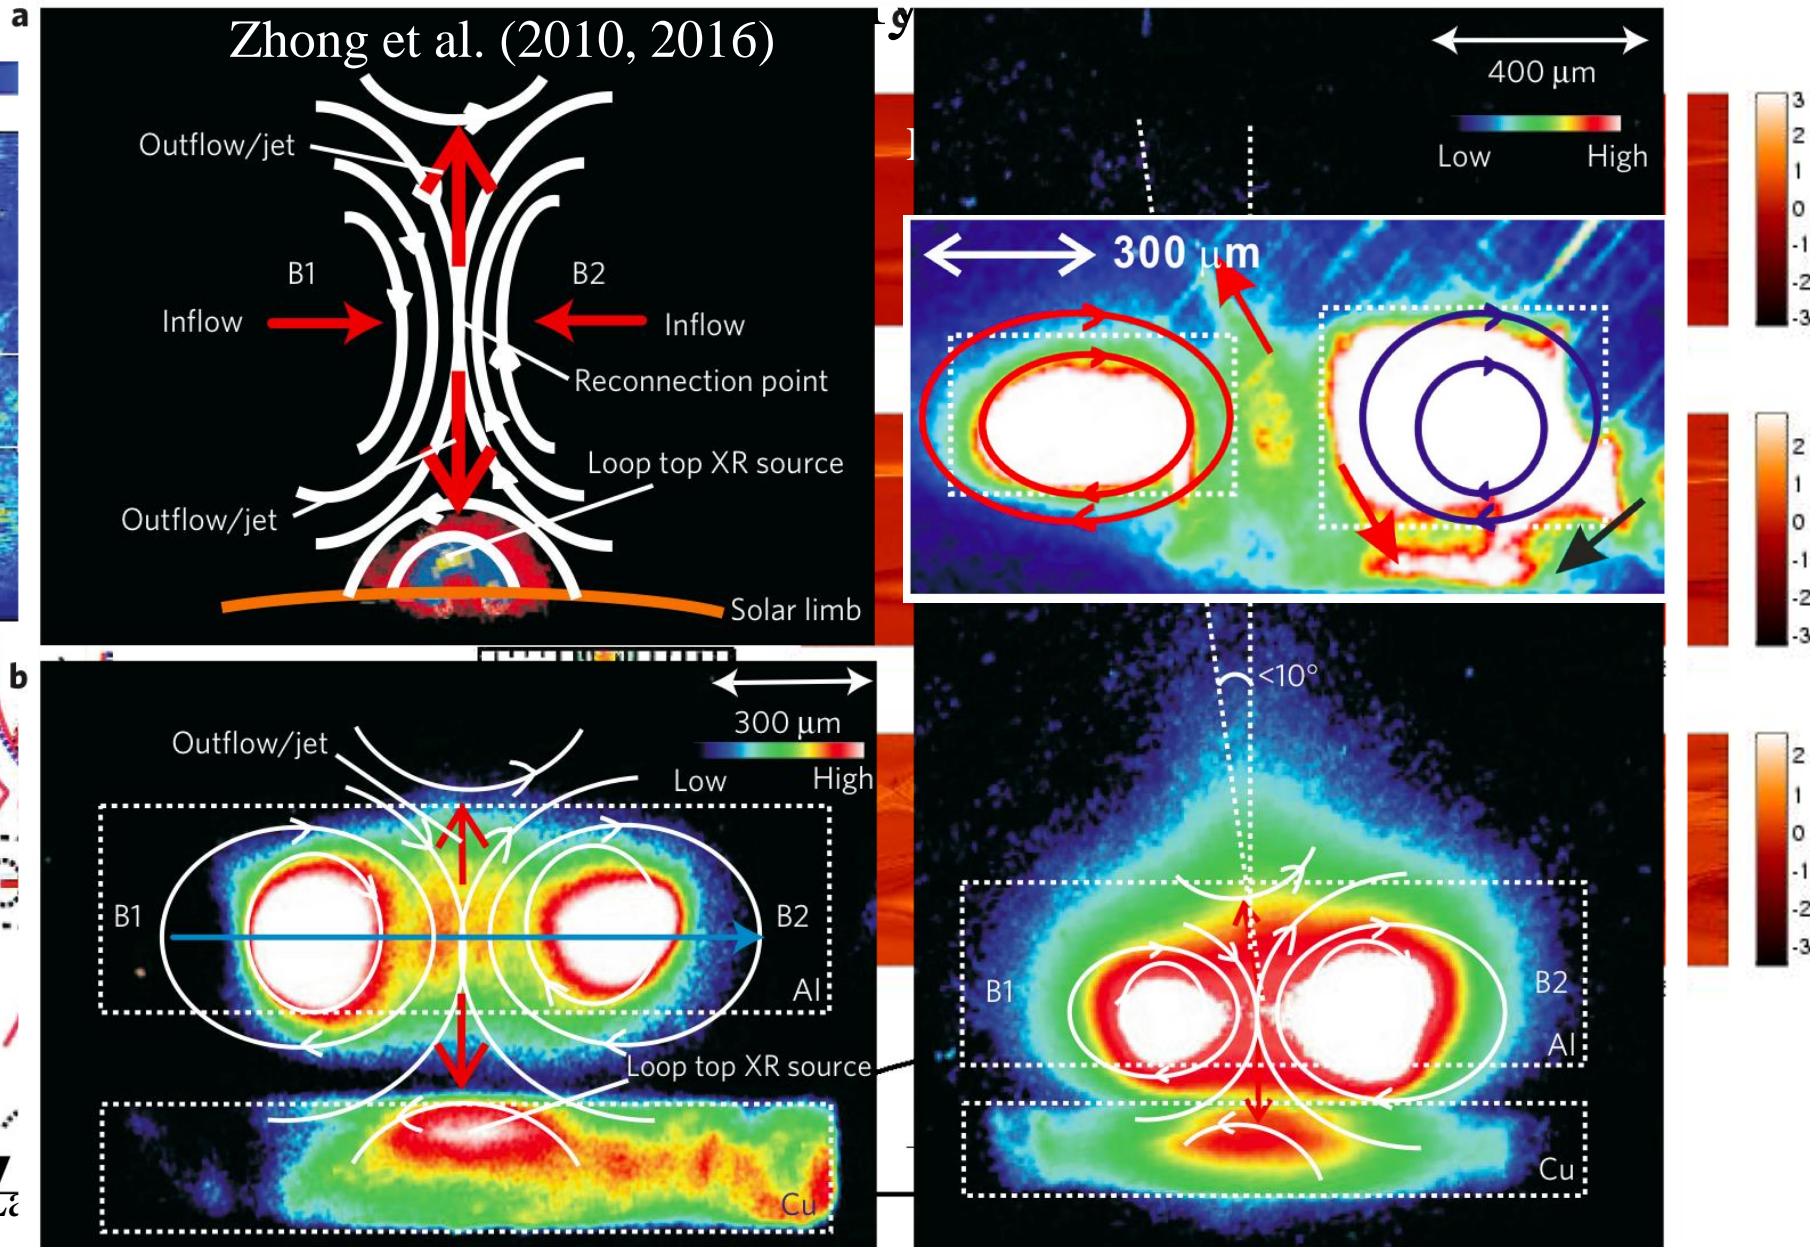 a
Zhong et al. (2010, 2016)
Outflow/jet
B1
B2
Inflow
Inflow
Reconnection point
Loop top XR source
Outflow/jet
Solar limb
b
300 μm
Outflow/jet
Low
High
B1
B2
Al
Loop top XR source
Cu
400 μm
Low
High
300 μm
<10°
B1
B2
Al
Cu
3
2
1
0
-1
-2
-3
2
1
0
-1
-2
-3
2
1
0
-1
-2
-3